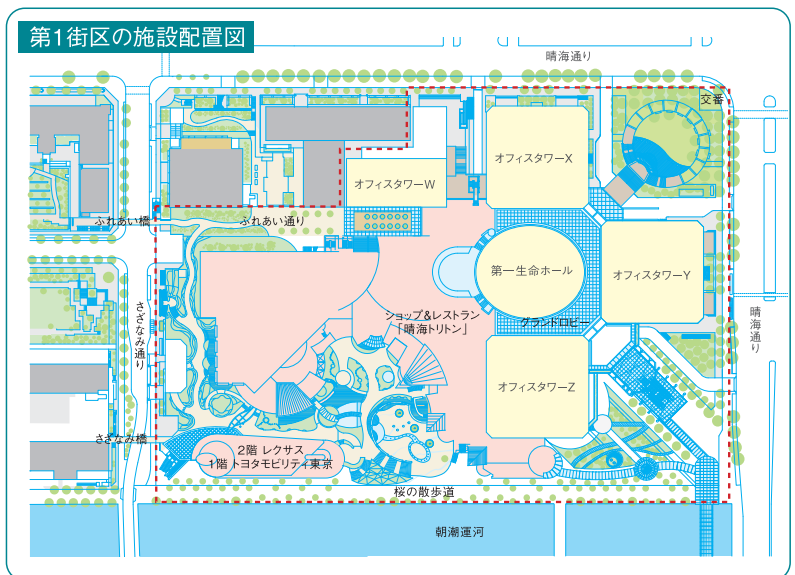 第1街区の施設配置図
晴海通り
交番
オフィスタワーX
オフィスタワーW
ふれあい橋
ふれあい通り
第一生命ホール
オフィスタワーY
さざなみ通り
ショップ&レストラン
「晴海トリトン」
グランドロビー
晴海通り
オフィスタワーZ
さざなみ橋
2階 レクサス
1階 トヨタモビリティ東京
桜の散歩道
朝潮運河